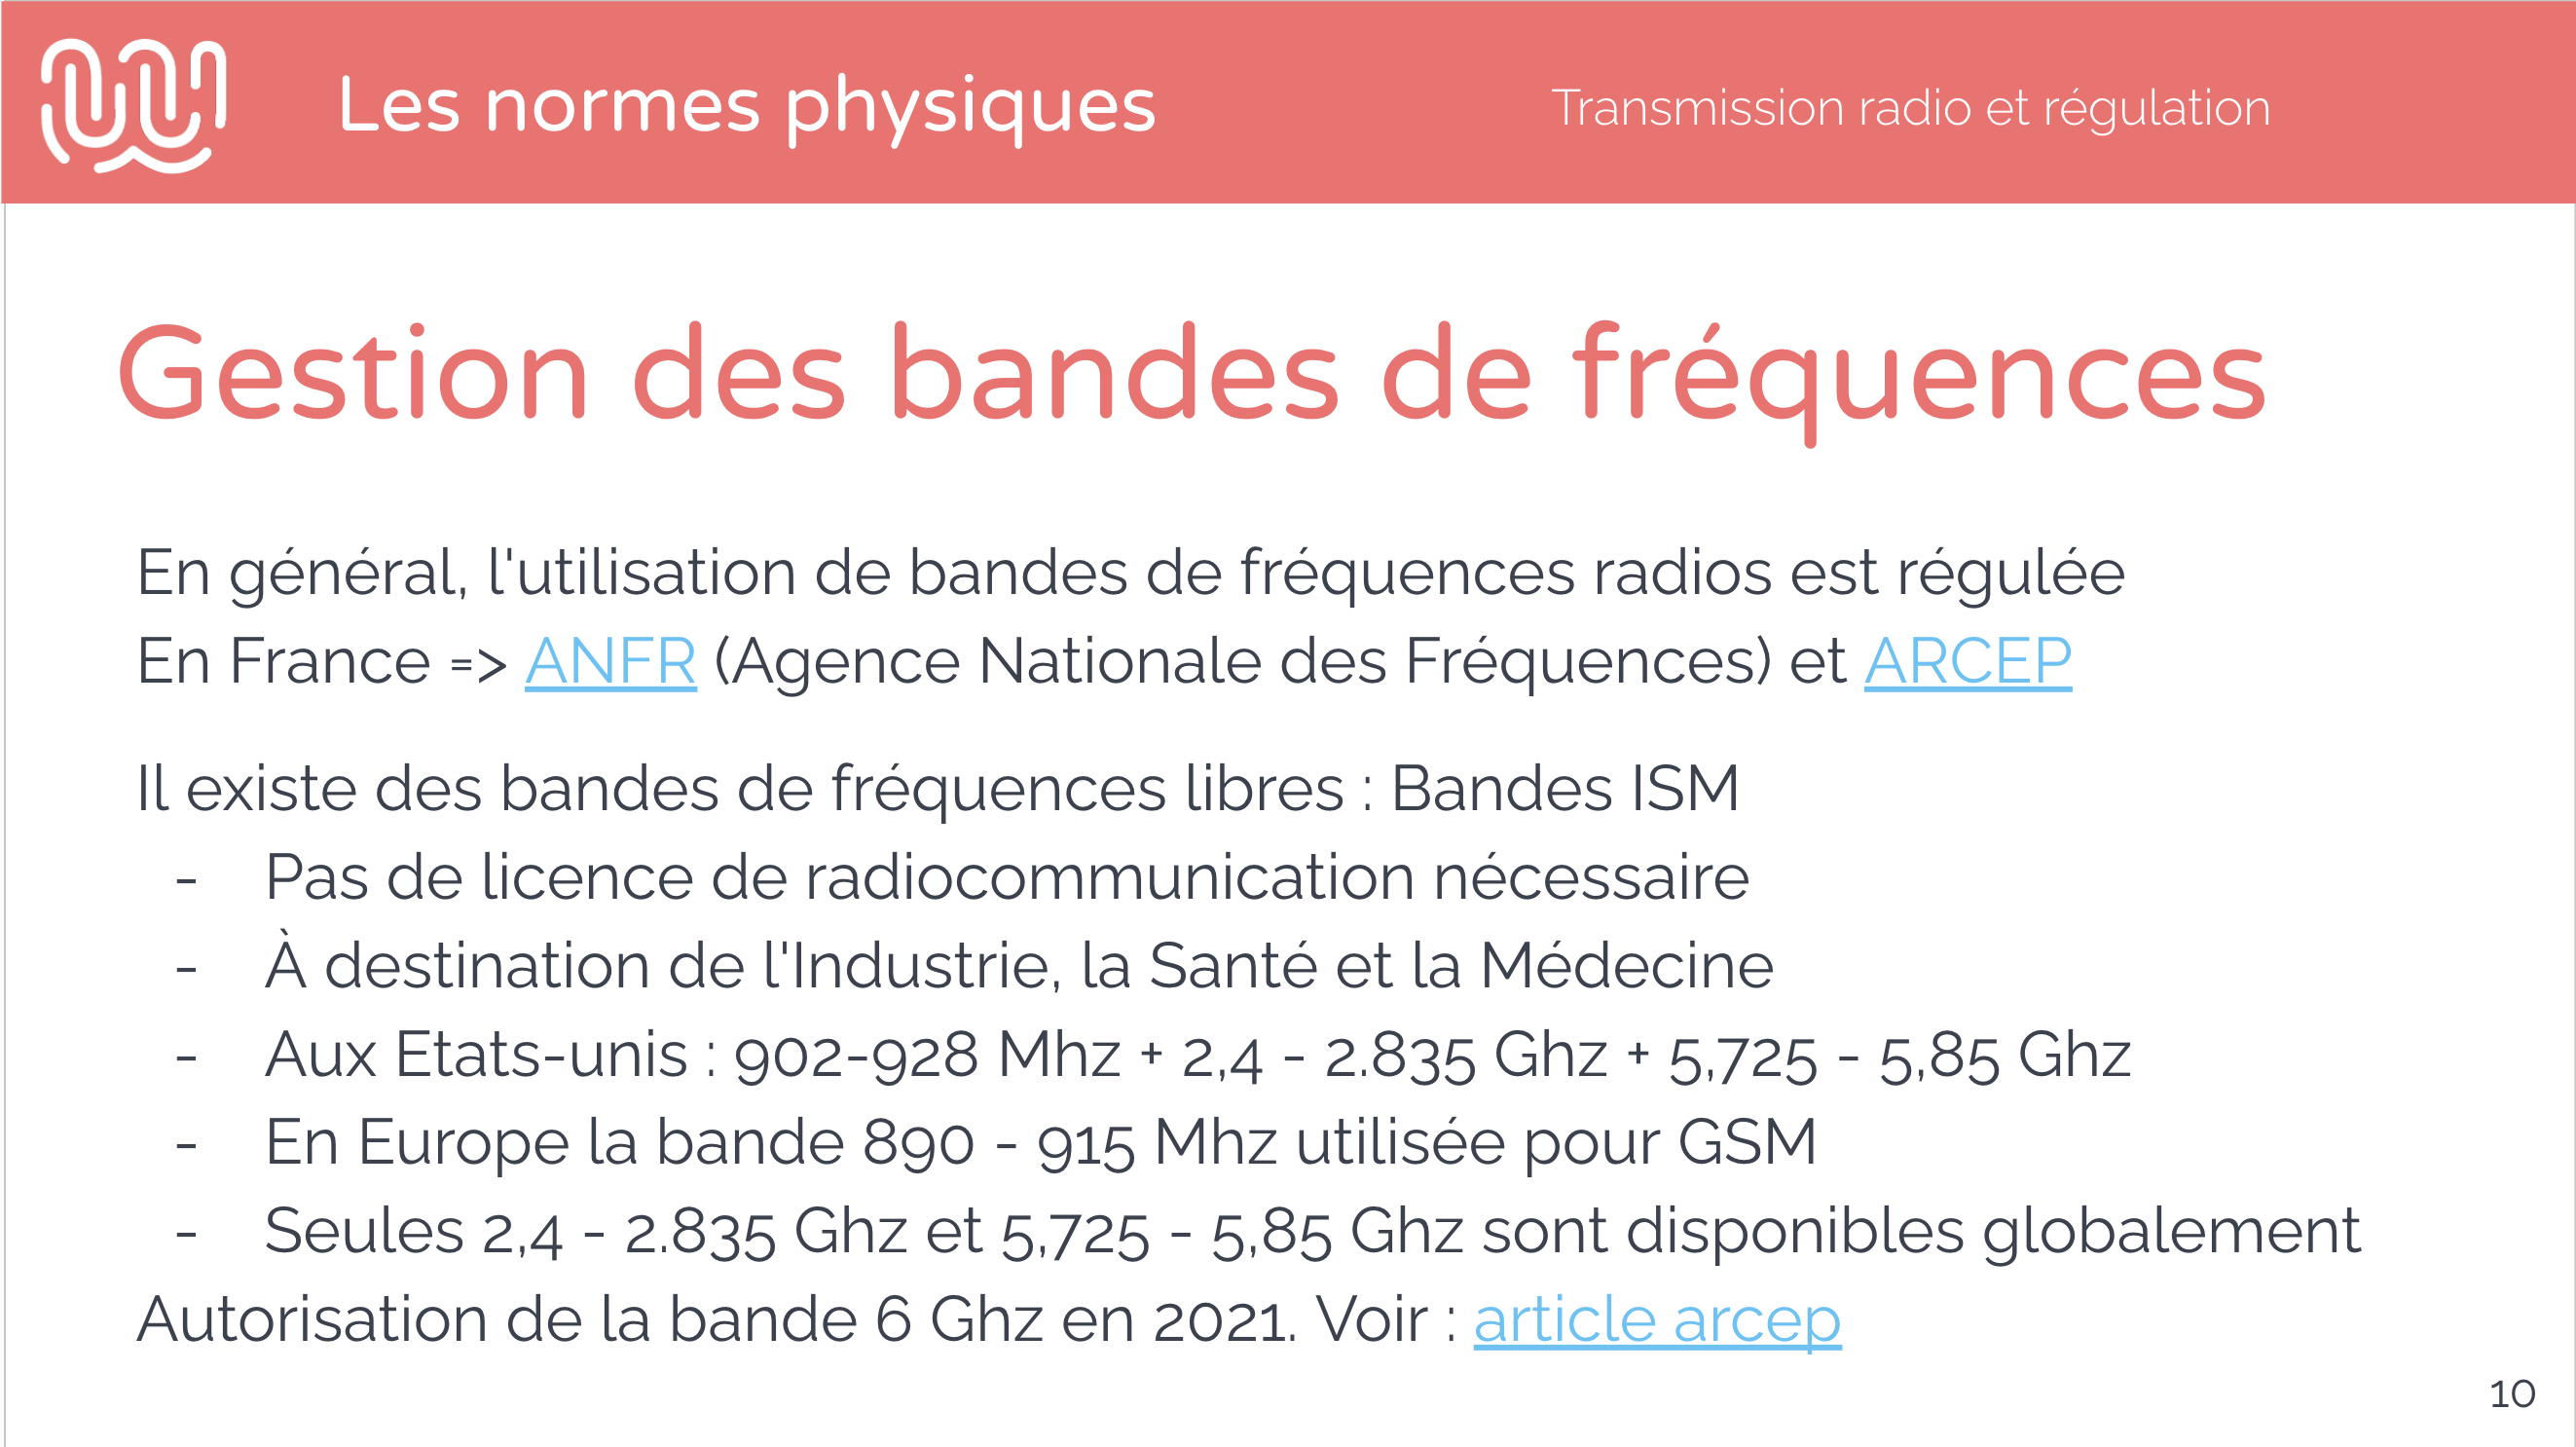 Les normes physiques
Transmission radio et régulation
Gestion des bandes de fréquences
En général, l'utilisation de bandes de fréquences radios est régulée
En France => ANFR (Agence Nationale des Fréquences) et ARCEP
Il existe des bandes de fréquences libres : Bandes ISM
- Pas de licence de radiocommunication nécessaire
- À destination de l'Industrie, la Santé et la Médecine
- Aux Etats-unis : 902-928 Mhz + 2,4 - 2.835 Ghz + 5,725 - 5,85 Ghz
- En Europe la bande 890 - 915 Mhz utilisée pour GSM
- Seules 2,4 - 2.835 Ghz et 5,725 - 5,85 Ghz sont disponibles globalement
Autorisation de la bande 6 Ghz en 2021. Voir : article arcep
10